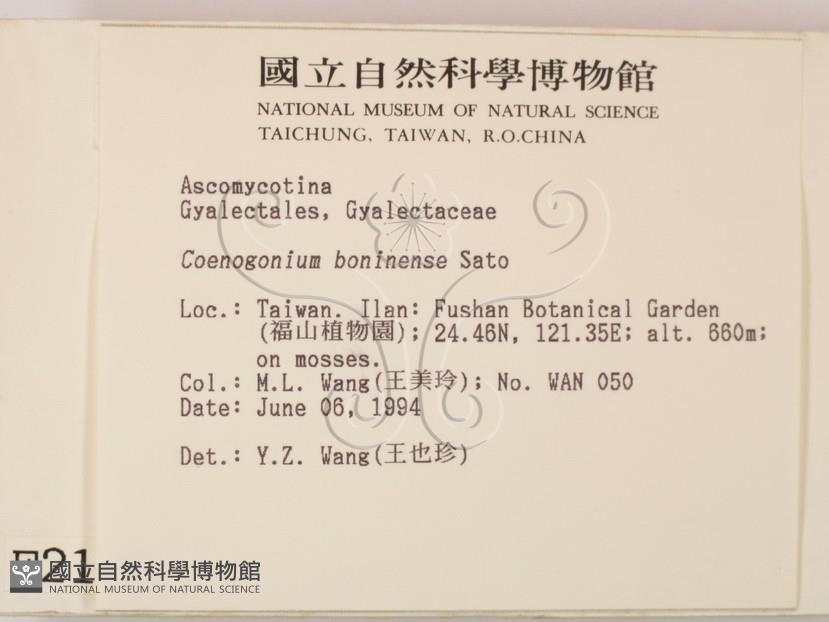 國立自然科學博物館
NATIONAL MUSEUM OF NATURAL SCIENCE
TAICHUNG, TAIWAN, R.O.CHINA
Ascomycotina
Gyalectales, Gyalectaceae
Coenogonium boninense Sato
Loc.: Taiwan. Ilan: Fushan Botanical Garden
(福山植物園); 24.46N, 121.35E; alt. 660m;
on mosses.
Col.: M.L. Wang(王美玲); No. WAN 050
Date: June 06, 1994
Det.: Y.Z. Wang(王也珍)
國立自然科學博物館
NATIONAL MUSEUM OF NATURAL SCIENCE